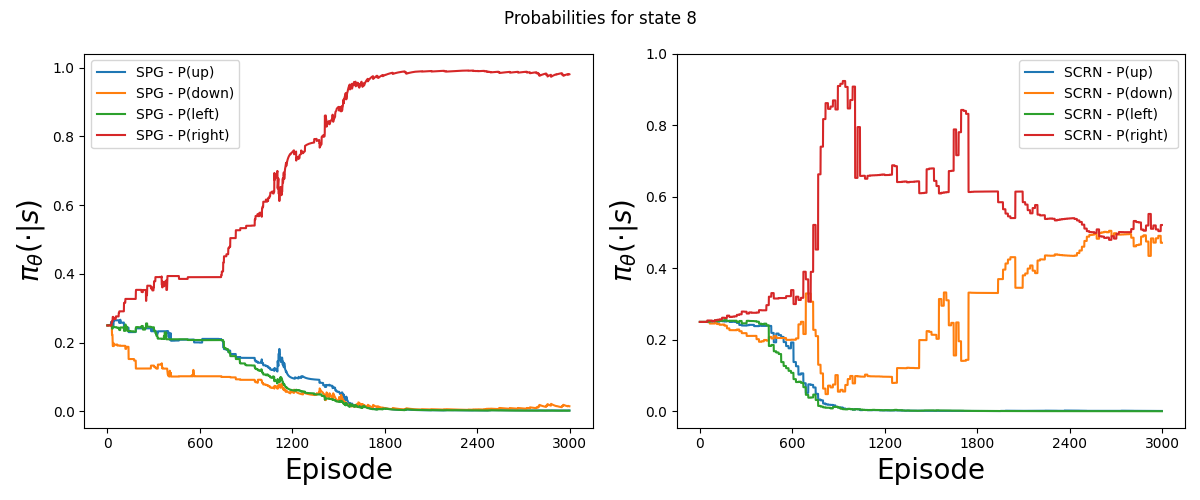 Probabilities for state 8
SPG - P(up)
SPG - P(down)
SPG - P(left)
SPG - P(right)
1.0
0.8
0.6
0.4
0.2
0.0
πθ(·|s)
0
600
1200
1800
2400
3000
Episode
SCRN - P(up)
SCRN - P(down)
SCRN - P(left)
SCRN - P(right)
1.0
0.8
0.6
0.4
0.2
0.0
πθ(·|s)
0
600
1200
1800
2400
3000
Episode